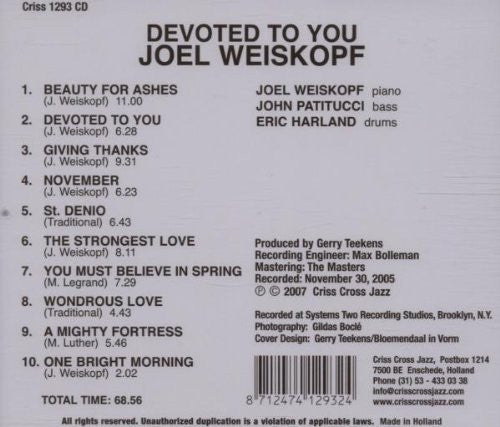 Criss 1293 CD
DEVOTED TO YOU
JOEL WEISKOPF
1. BEAUTY FOR ASHES
(J. Weiskopf) 11.00
2. DEVOTED TO YOU
(J. Weiskopf) 6.28
3. GIVING THANKS
(J. Weiskopf) 9.31
4. NOVEMBER
(J. Weiskopf) 6.23
5. St. DENIO
(Traditional) 6.43
6. THE STRONGEST LOVE
(J. Weiskopf) 8.11
7. YOU MUST BELIEVE IN SPRING
(M. Legrand) 7.29
8. WONDROUS LOVE
(Traditional) 4.43
9. A MIGHTY FORTRESS
(M. Luther) 5.46
10. ONE BRIGHT MORNING
(J. Weiskopf) 2.02
TOTAL TIME: 68.56
JOEL WEISKOPF piano
JOHN PATITUCCI bass
ERIC HARLAND drums
Produced by Gerry Teekens
Recording Engineer: Max Bolleman
Mastering: The Masters
Recorded: November 30, 2005
Ⓟ © 2007 Criss Cross Jazz
Recorded at Systems Two Recording Studios, Brooklyn, N.Y.
Photography: Gildas Boclé
Cover Design: Gerry Teekens/Bloemendaal in Vorm
Criss Cross Jazz, Postbox 1214
7500 BE Enschede, Holland
Phone (31) 53 - 433 03 38
info@crisscrossjazz.com
www.crisscrossjazz.com
8 712474 129324
All rights reserved. Unauthorized duplication is a violation of applicable laws. Made in Holland